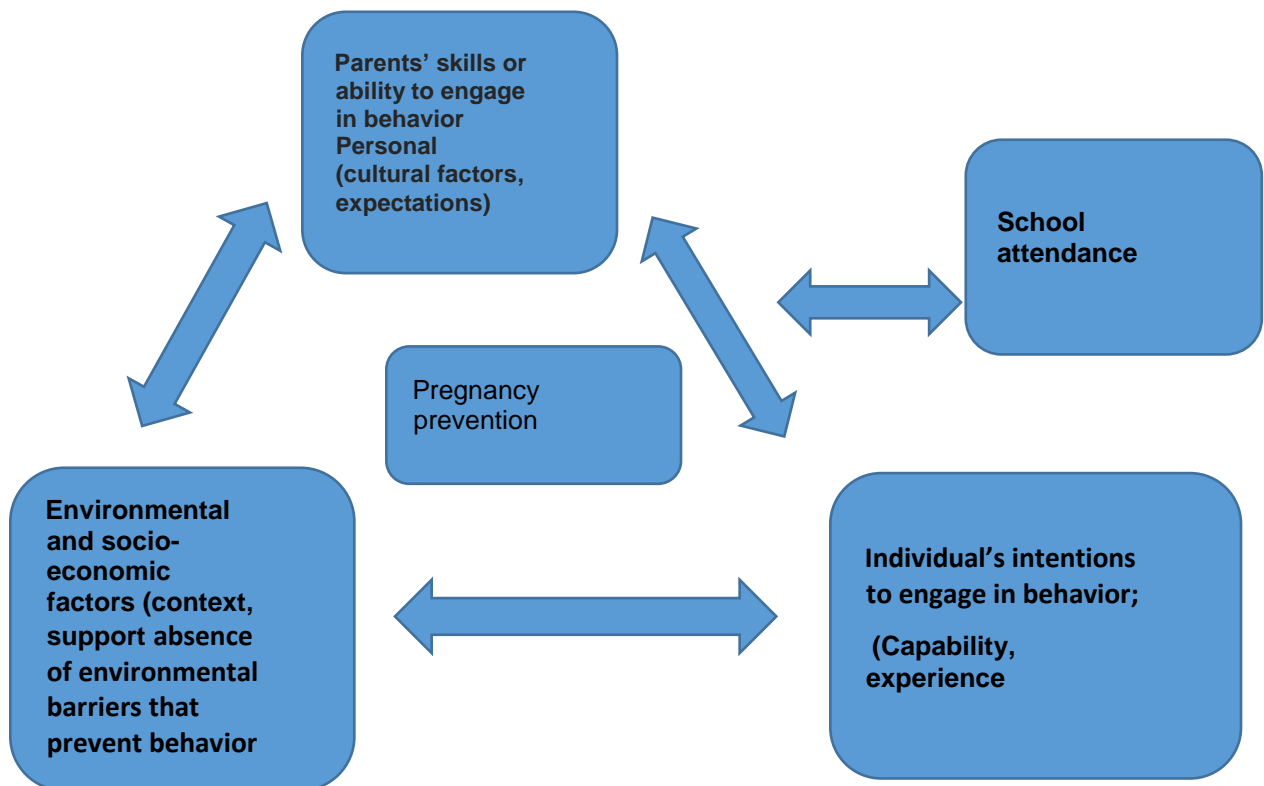 Parents’ skills or
ability to engage
in behavior
Personal
(cultural factors,
expectations)
School
attendance
Pregnancy
prevention
Environmental
and socio-
economic
factors (context,
support absence
of environmental
barriers that
prevent behavior
Individual’s intentions
to engage in behavior;
(Capability,
experience